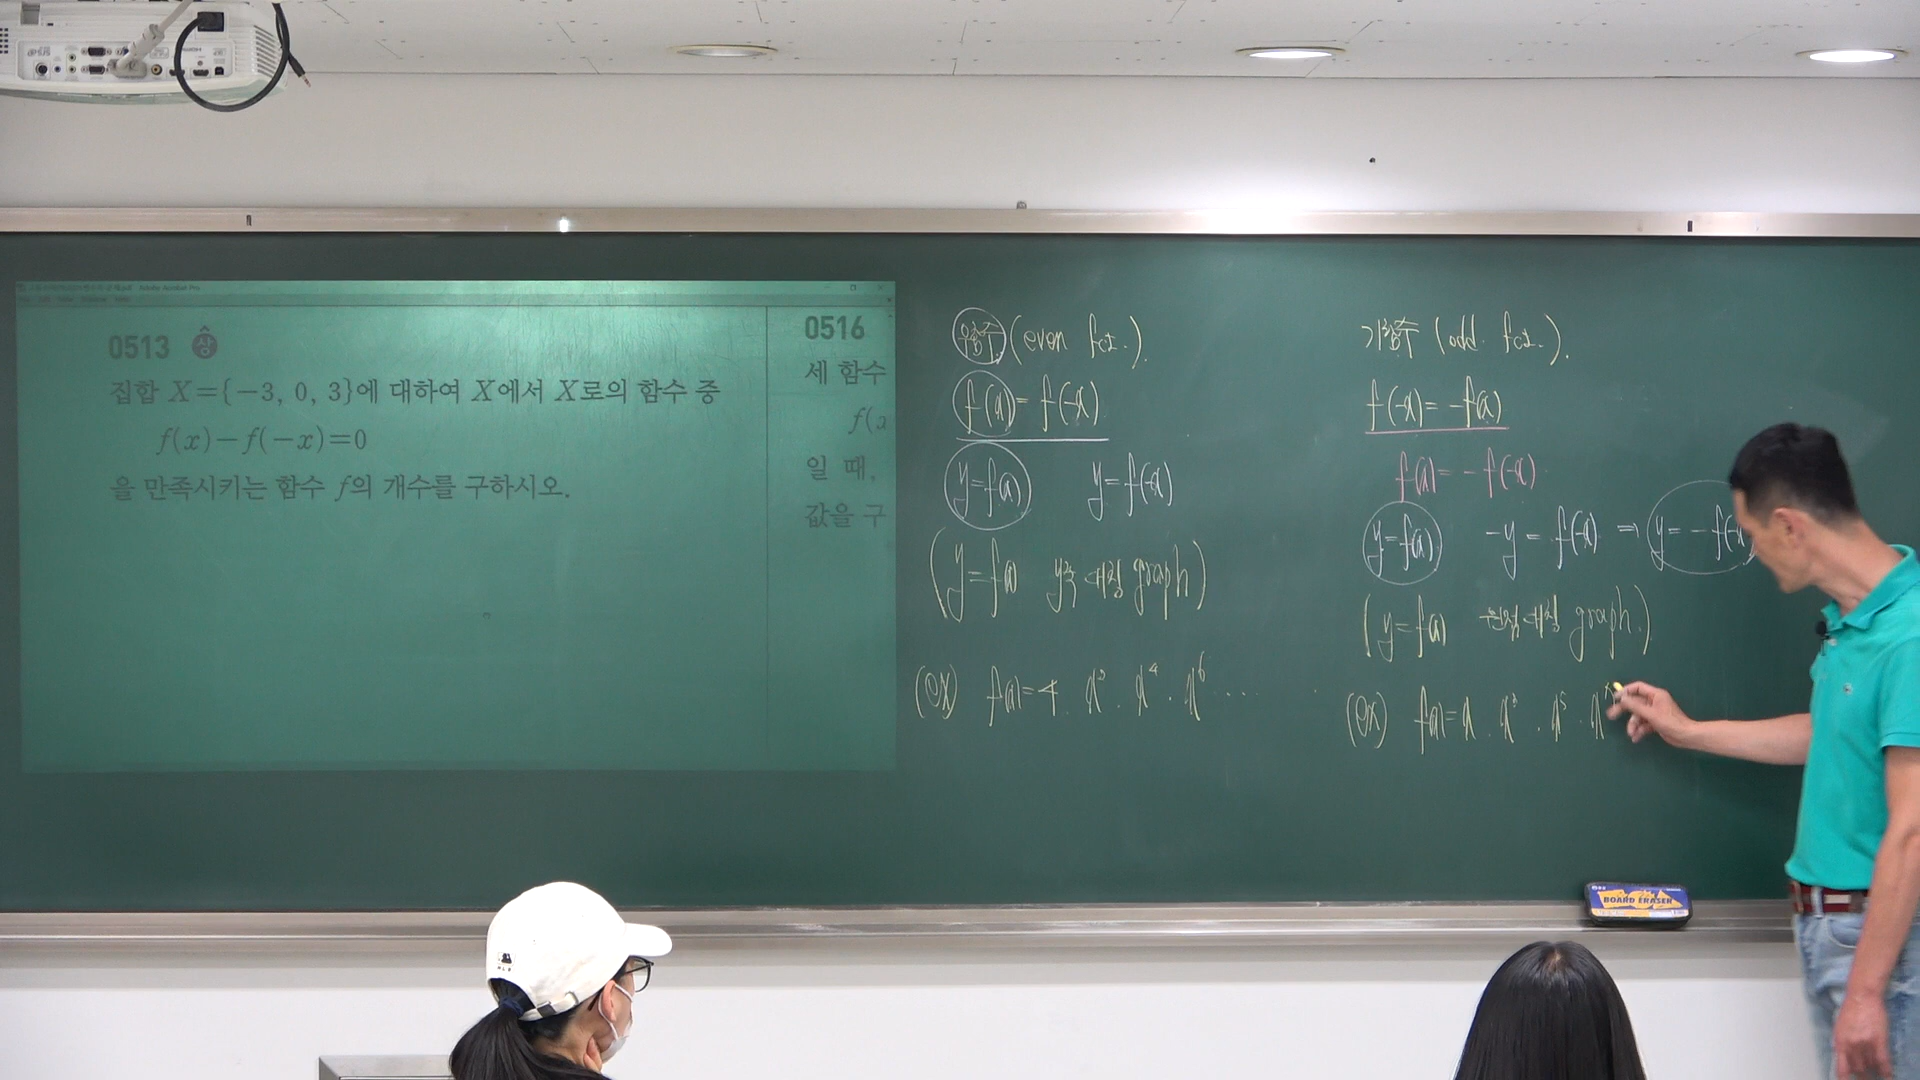 0513 상
집합 X={-3, 0, 3}에 대하여 X에서 X로의 함수 중
f(x)-f(-x)=0
을 만족시키는 함수 f의 개수를 구하시오.
0516
세 함수
f(x
일 때,
값을 구
우함수 (even fct.).
f(x)=f(-x)
y=f(x) y=f(-x)
(y=f(x) y축 대칭 graph)
(ex) f(x)=4. x² . x⁴ . x⁶ ....
기함수 (odd fct.).
f(-x)=-f(x)
f(x)=-f(-x)
y=f(x) -y=f(-x) ⇒ y=-f(-x
(y=f(x) 원점 대칭 graph.)
(ex) f(x)=x . x³ . x⁵ . x
BOARD ERASER